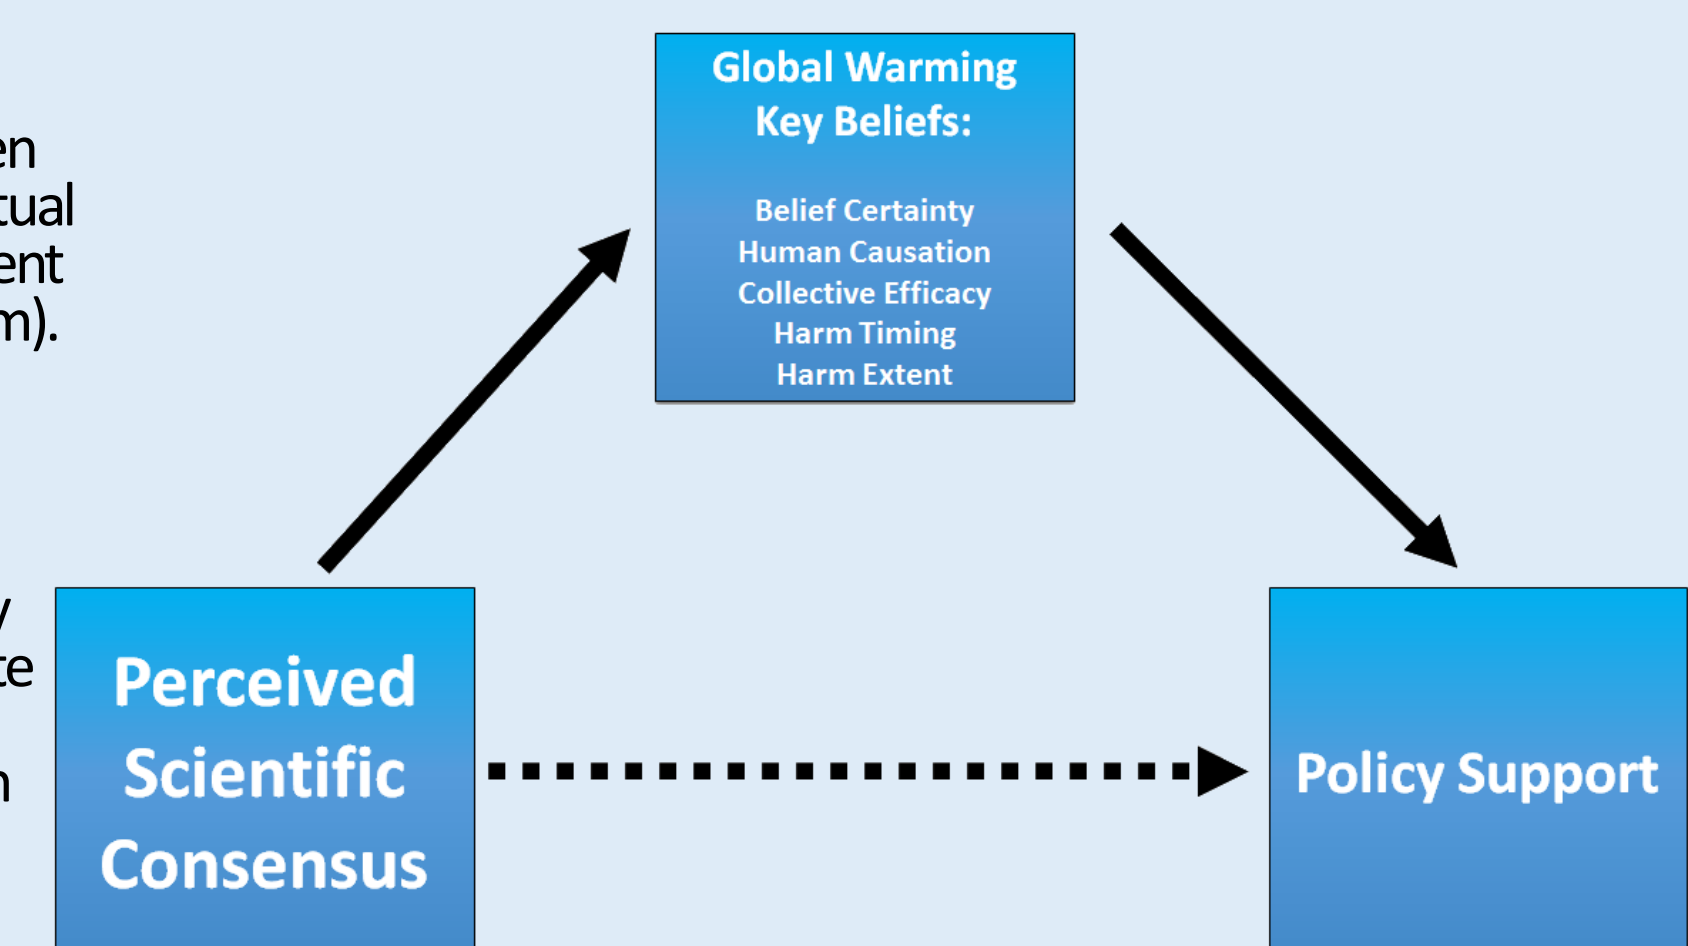 Global Warming
Key Beliefs:
Belief Certainty
Human Causation
Collective Efficacy
Harm Timing
Harm Extent
m).
Perceived
Scientific
Consensus
Policy Support